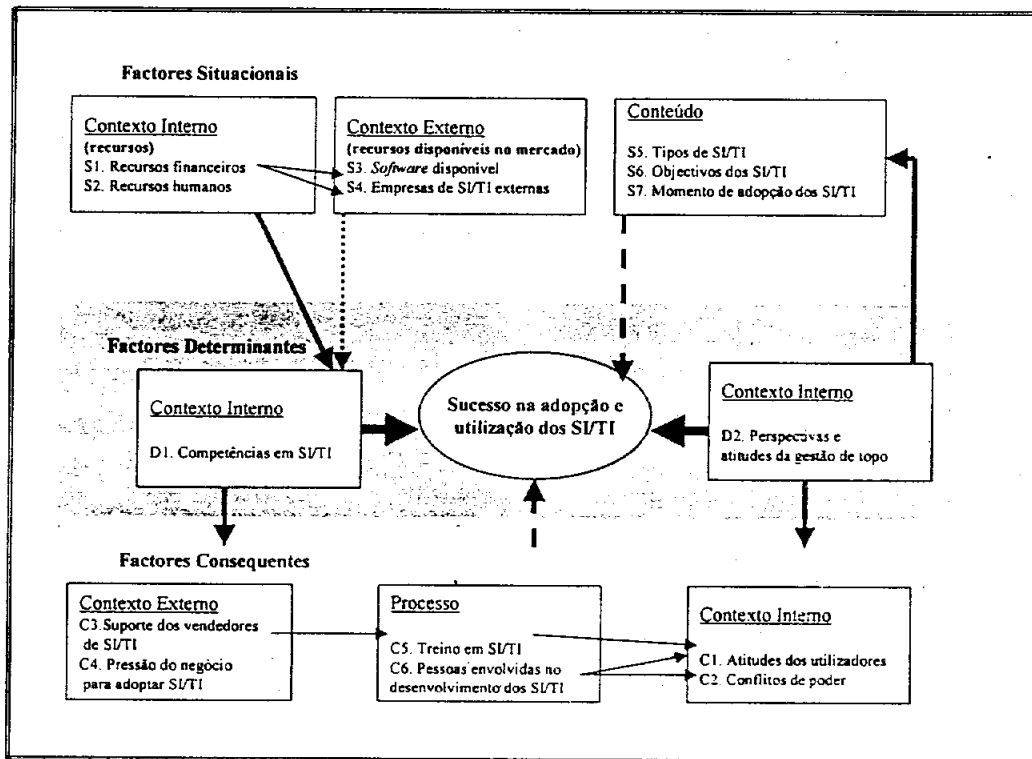 Factores Situacionais
Contexto Interno
(recursos)
S1. Recursos financeiros
S2. Recursos humanos
Contexto Externo
(recursos disponíveis no mercado)
S3. Software disponível
S4. Empresas de SI/TI externas
Conteúdo
S5. Tipos de SI/TI
S6. Objectivos dos SI/TI
S7. Momento de adopção dos SI/TI
Factores Determinantes
Contexto Interno
D1. Competências em SI/TI
Sucesso na adopção e
utilização dos SI/TI
Contexto Interno
D2. Perspectivas e
atitudes da gestão de topo
Factores Consequentes
Contexto Externo
C3.Suporte dos vendedores
de SI/TI
C4. Pressão do negócio
para adoptar SI/TI
Processo
C5. Treino em SI/TI
C6. Pessoas envolvidas no
desenvolvimento dos SI/TI
Contexto Interno
C1. Atitudes dos utilizadores
C2. Conflitos de poder